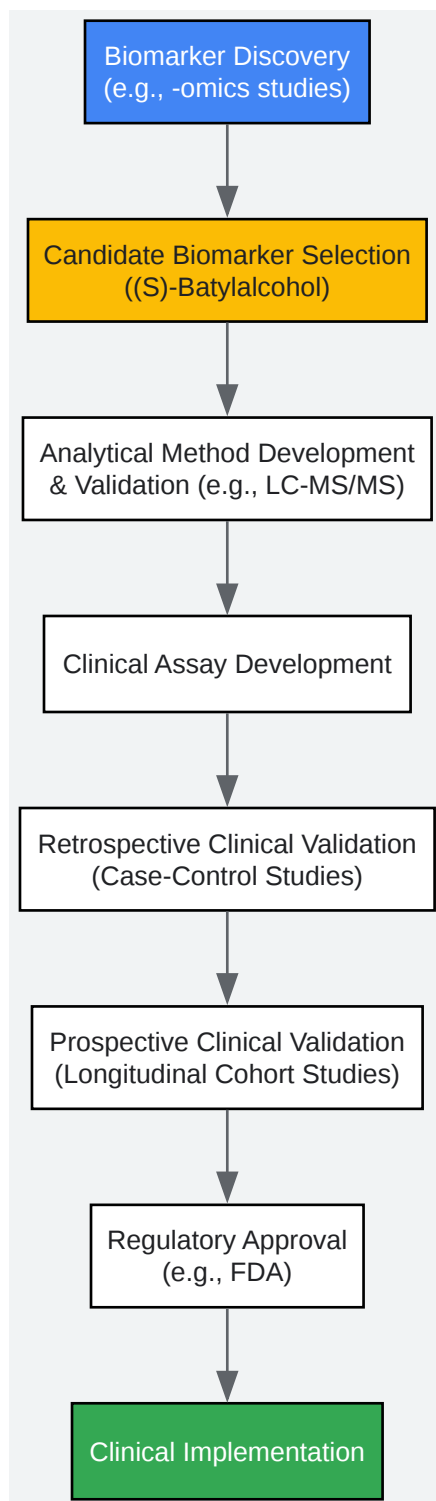 Biomarker Discovery
(e.g., -omics studies)
Candidate Biomarker Selection
((S)-Batylalcohol)
Analytical Method Development
& Validation (e.g., LC-MS/MS)
Clinical Assay Development
Retrospective Clinical Validation
(Case-Control Studies)
Prospective Clinical Validation
(Longitudinal Cohort Studies)
Regulatory Approval
(e.g., FDA)
Clinical Implementation